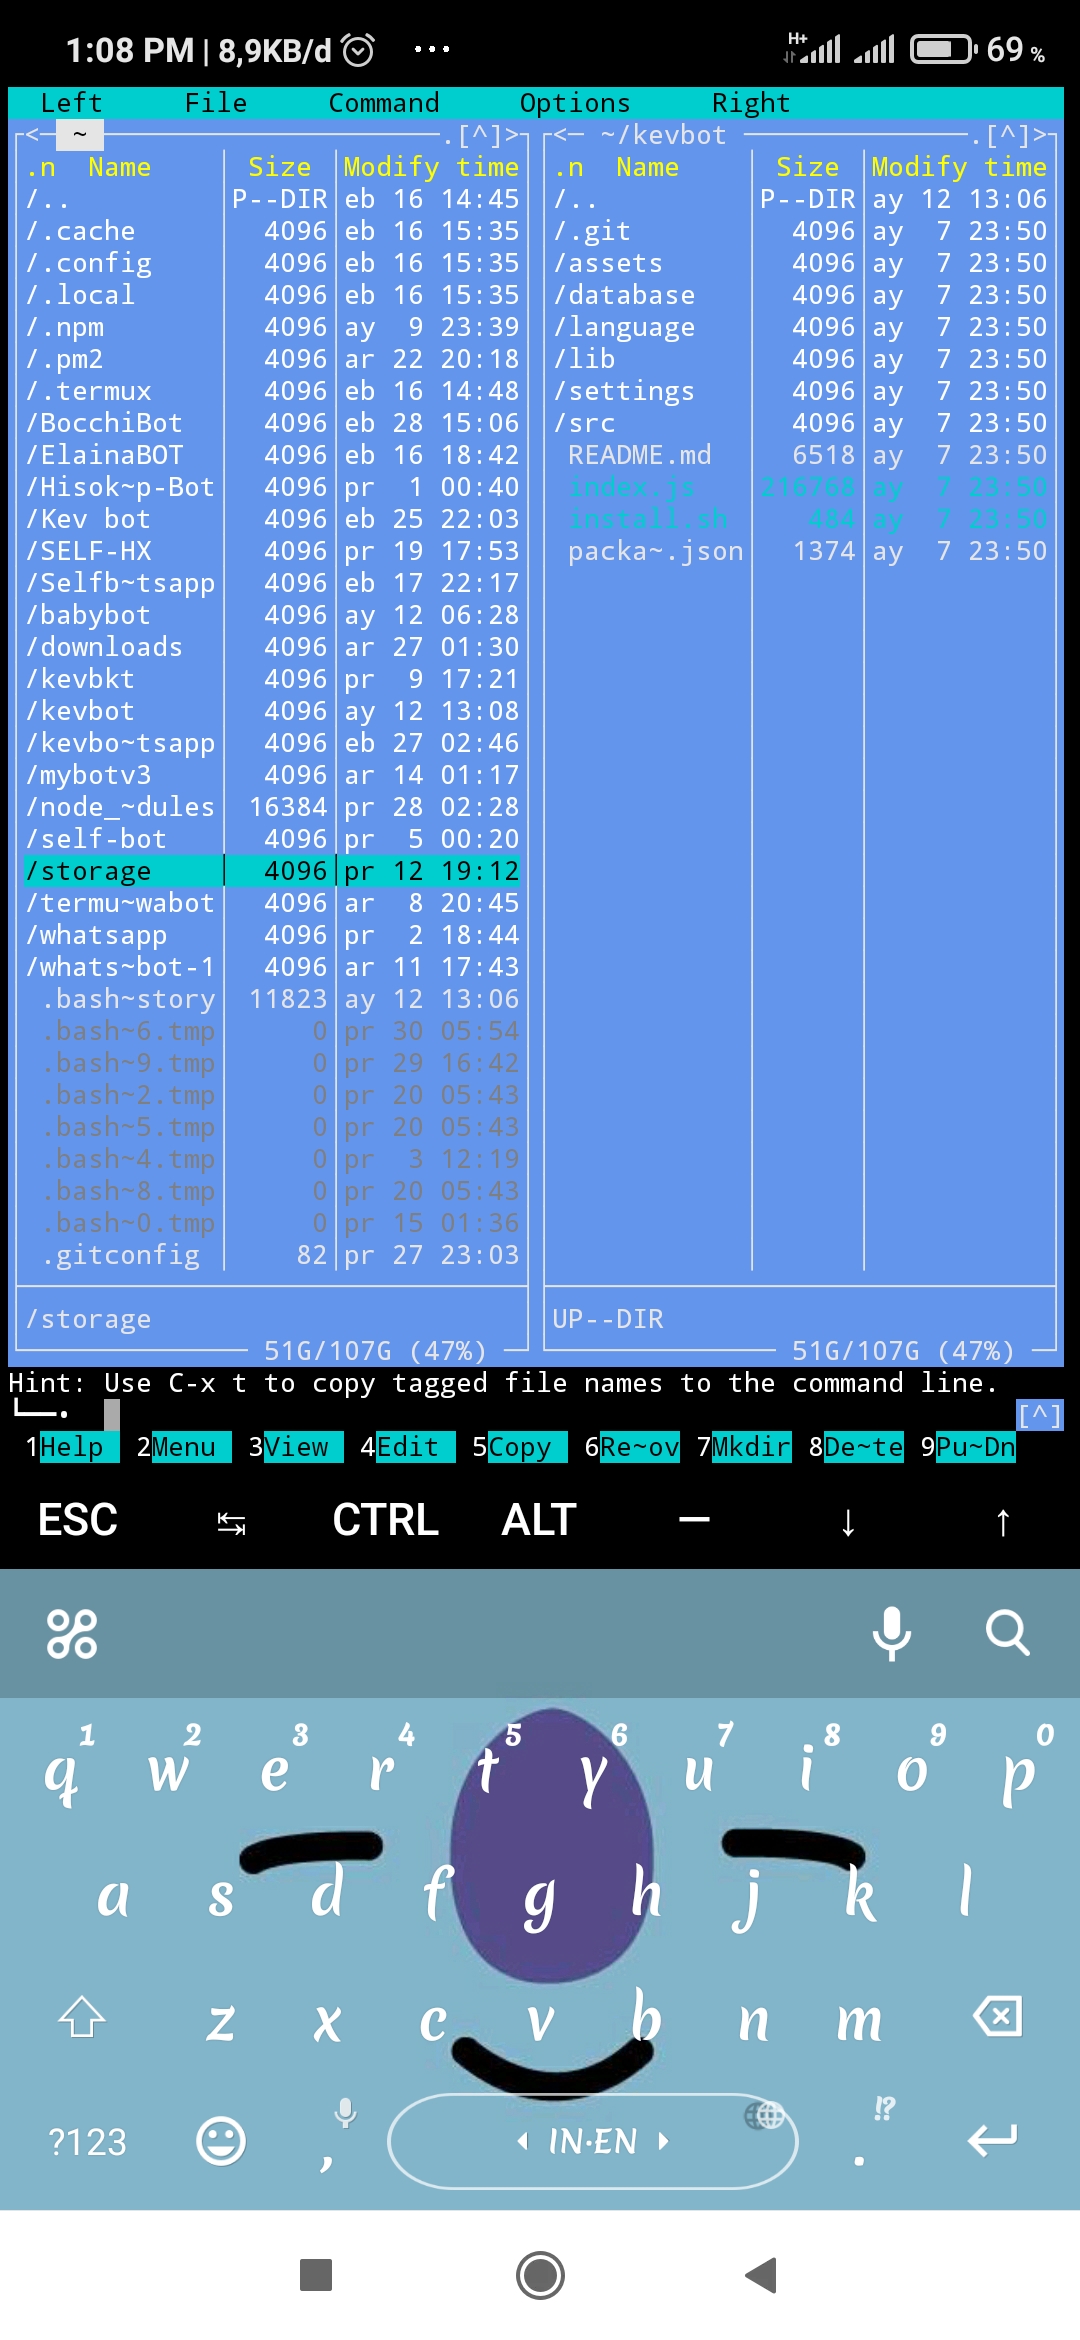 1:08 PM | 8,9KB/d ... H+ 69 %
Left File Command Options Right
<─ ~ ─.[^]> <─ ~/kevbot ─.[^]>
.n Name Size Modify time .n Name Size Modify time
/.. P--DIR eb 16 14:45 /.. P--DIR ay 12 13:06
/.cache 4096 eb 16 15:35 /.git 4096 ay 7 23:50
/.config 4096 eb 16 15:35 /assets 4096 ay 7 23:50
/.local 4096 eb 16 15:35 /database 4096 ay 7 23:50
/.npm 4096 ay 9 23:39 /language 4096 ay 7 23:50
/.pm2 4096 ar 22 20:18 /lib 4096 ay 7 23:50
/.termux 4096 eb 16 14:48 /settings 4096 ay 7 23:50
/BocchiBot 4096 eb 28 15:06 /src 4096 ay 7 23:50
/ElainaBOT 4096 eb 16 18:42 README.md 6518 ay 7 23:50
/Hisok~p-Bot 4096 pr 1 00:40 index.js 216768 ay 7 23:50
/Kev bot 4096 eb 25 22:03 install.sh 484 ay 7 23:50
/SELF-HX 4096 pr 19 17:53 packa~.json 1374 ay 7 23:50
/Selfb~tsapp 4096 eb 17 22:17
/babybot 4096 ay 12 06:28
/downloads 4096 ar 27 01:30
/kevbkt 4096 pr 9 17:21
/kevbot 4096 ay 12 13:08
/kevbo~tsapp 4096 eb 27 02:46
/mybotv3 4096 ar 14 01:17
/node_~dules 16384 pr 28 02:28
/self-bot 4096 pr 5 00:20
/storage 4096 pr 12 19:12
/termu~wabot 4096 ar 8 20:45
/whatsapp 4096 pr 2 18:44
/whats~bot-1 4096 ar 11 17:43
.bash~story 11823 ay 12 13:06
.bash~6.tmp 0 pr 30 05:54
.bash~9.tmp 0 pr 29 16:42
.bash~2.tmp 0 pr 20 05:43
.bash~5.tmp 0 pr 20 05:43
.bash~4.tmp 0 pr 3 12:19
.bash~8.tmp 0 pr 20 05:43
.bash~0.tmp 0 pr 15 01:36
.gitconfig 82 pr 27 23:03
/storage UP--DIR
51G/107G (47%) 51G/107G (47%)
Hint: Use C-x t to copy tagged file names to the command line.
[^]
1Help 2Menu 3View 4Edit 5Copy 6Re~ov 7Mkdir 8De~te 9Pu~Dn
ESC ↹ CTRL ALT — ↓ ↑
1 2 3 4 5 6 7 8 9 0
q w e r t y u i o p
a s d f g h j k l
z x c v b n m
?123 , IN·EN . !?